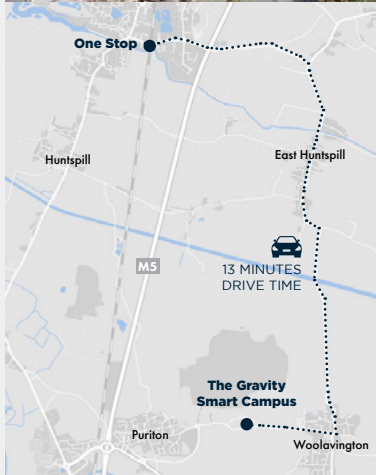 One Stop
Huntspill
East Huntspill
M5
13 MINUTES
DRIVE TIME
The Gravity
Smart Campus
Puriton
Woolavington